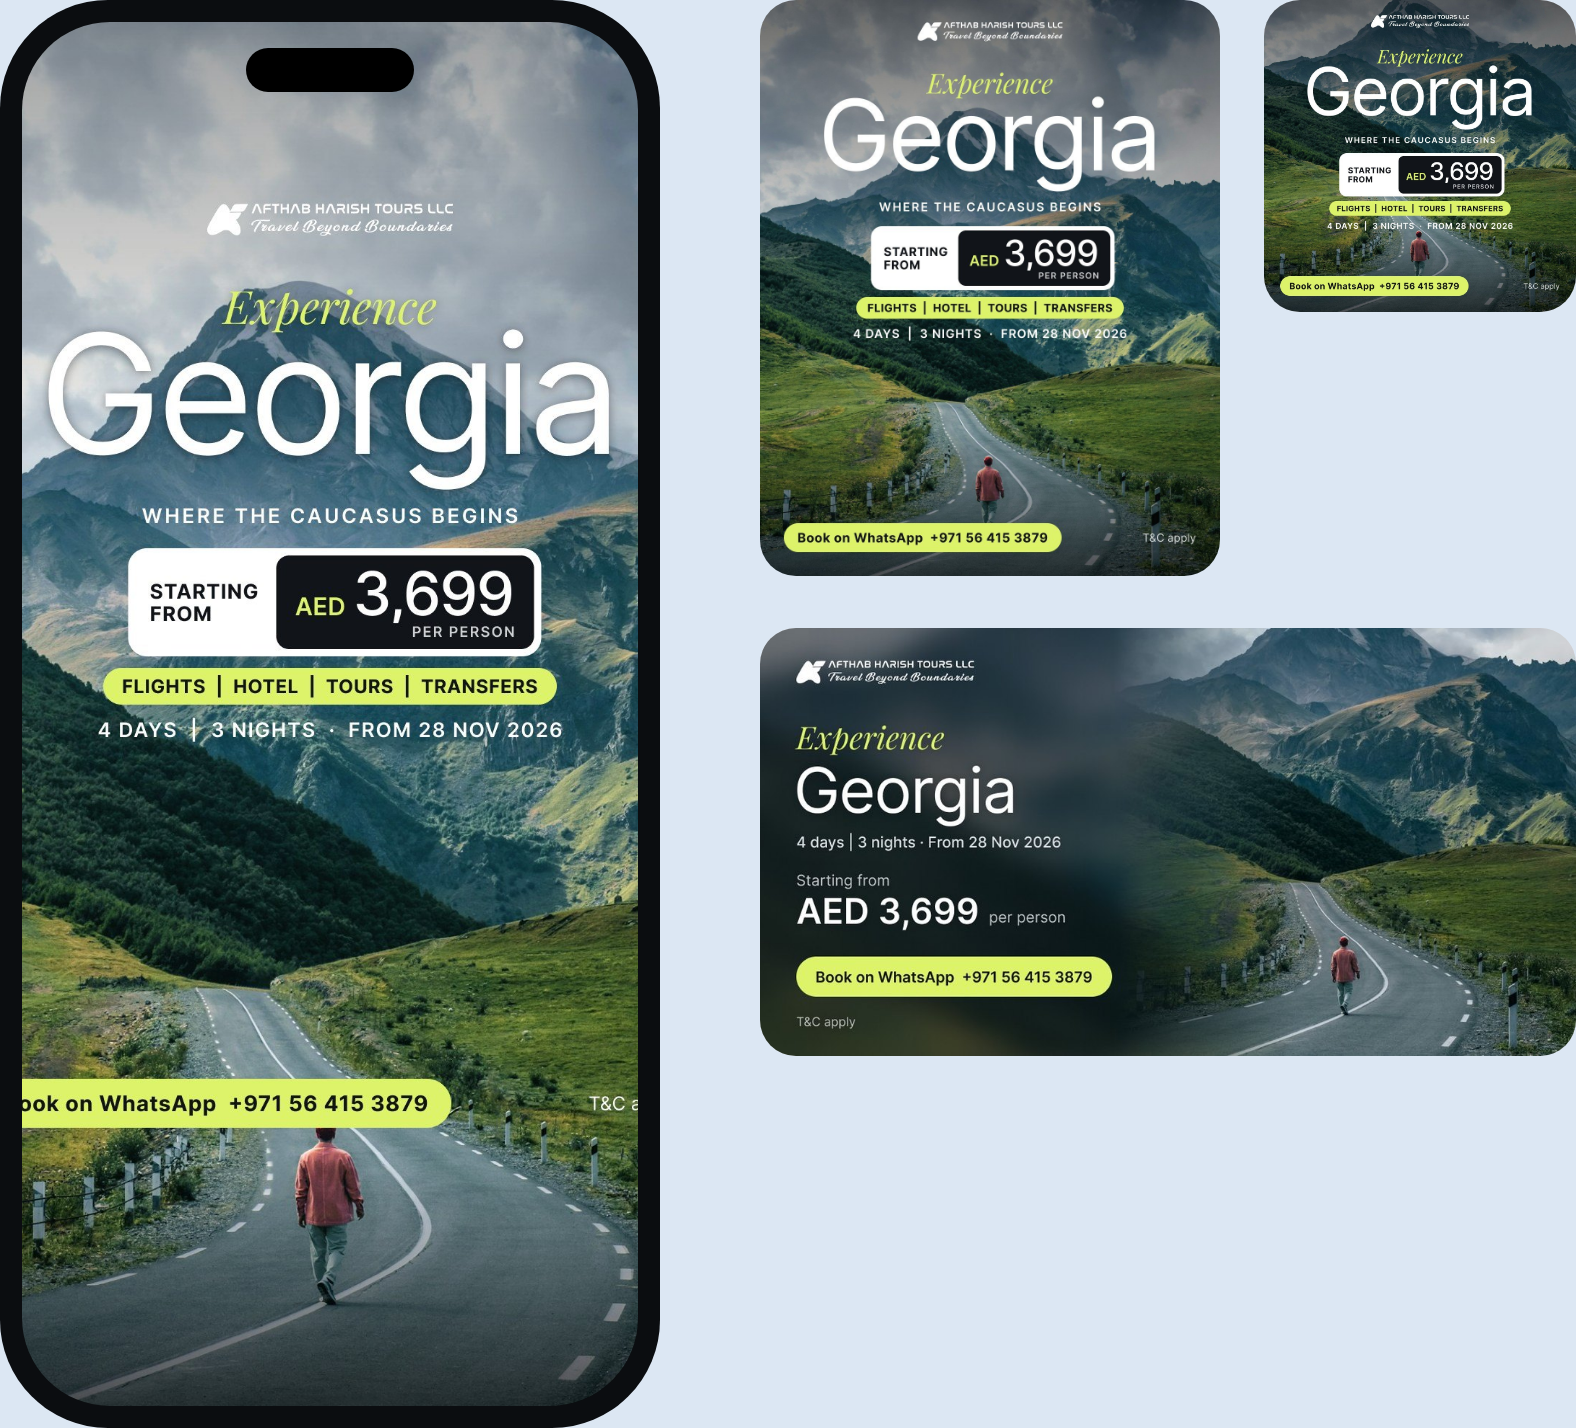 AFTHAB HARISH TOURS LLC
Travel Beyond Boundaries
Experience
Georgia
WHERE THE CAUCASUS BEGINS
STARTING
FROM
AED 3,699
PER PERSON
FLIGHTS | HOTEL | TOURS | TRANSFERS
4 DAYS | 3 NIGHTS · FROM 28 NOV 2026
ook on WhatsApp +971 56 415 3879
T&C a
AFTHAB HARISH TOURS LLC
Travel Beyond Boundaries
Experience
Georgia
WHERE THE CAUCASUS BEGINS
STARTING
FROM
AED 3,699
PER PERSON
FLIGHTS | HOTEL | TOURS | TRANSFERS
4 DAYS | 3 NIGHTS · FROM 28 NOV 2026
Book on WhatsApp +971 56 415 3879
T&C apply
AFTHAB HARISH TOURS LLC
Travel Beyond Boundaries
Experience
Georgia
WHERE THE CAUCASUS BEGINS
STARTING
FROM
AED 3,699
PER PERSON
FLIGHTS | HOTEL | TOURS | TRANSFERS
4 DAYS | 3 NIGHTS · FROM 28 NOV 2026
Book on WhatsApp +971 56 415 3879
T&C apply
AFTHAB HARISH TOURS LLC
Travel Beyond Boundaries
Experience
Georgia
4 days | 3 nights · From 28 Nov 2026
Starting from
AED 3,699 per person
Book on WhatsApp +971 56 415 3879
T&C apply